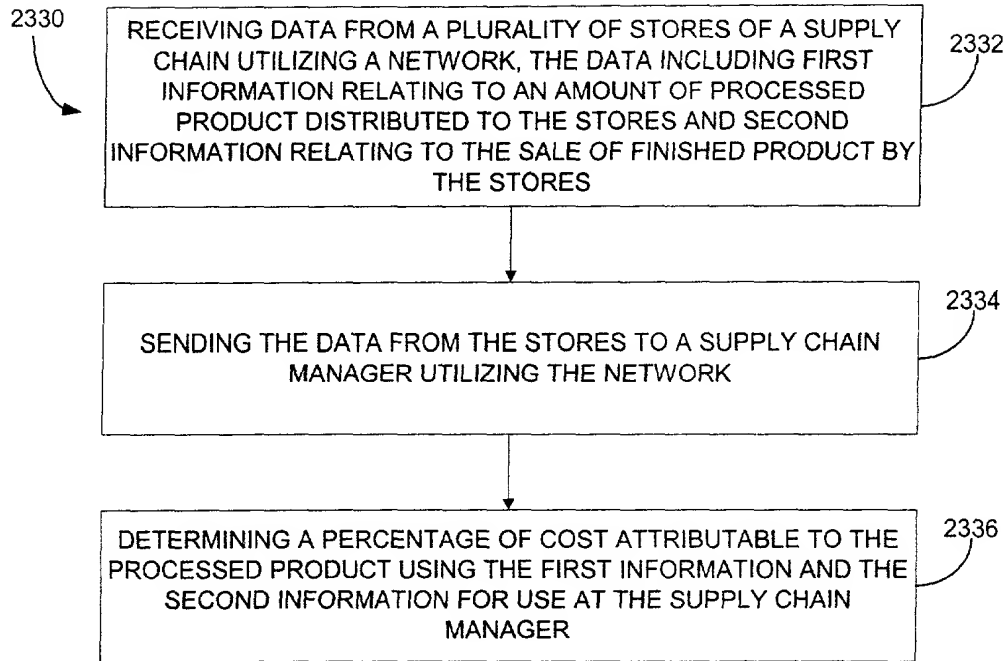 2330
RECEIVING DATA FROM A PLURALITY OF STORES OF A SUPPLY
CHAIN UTILIZING A NETWORK, THE DATA INCLUDING FIRST
INFORMATION RELATING TO AN AMOUNT OF PROCESSED
PRODUCT DISTRIBUTED TO THE STORES AND SECOND
INFORMATION RELATING TO THE SALE OF FINISHED PRODUCT BY
THE STORES
2332
SENDING THE DATA FROM THE STORES TO A SUPPLY CHAIN
MANAGER UTILIZING THE NETWORK
2334
DETERMINING A PERCENTAGE OF COST ATTRIBUTABLE TO THE
PROCESSED PRODUCT USING THE FIRST INFORMATION AND THE
SECOND INFORMATION FOR USE AT THE SUPPLY CHAIN
MANAGER
2336